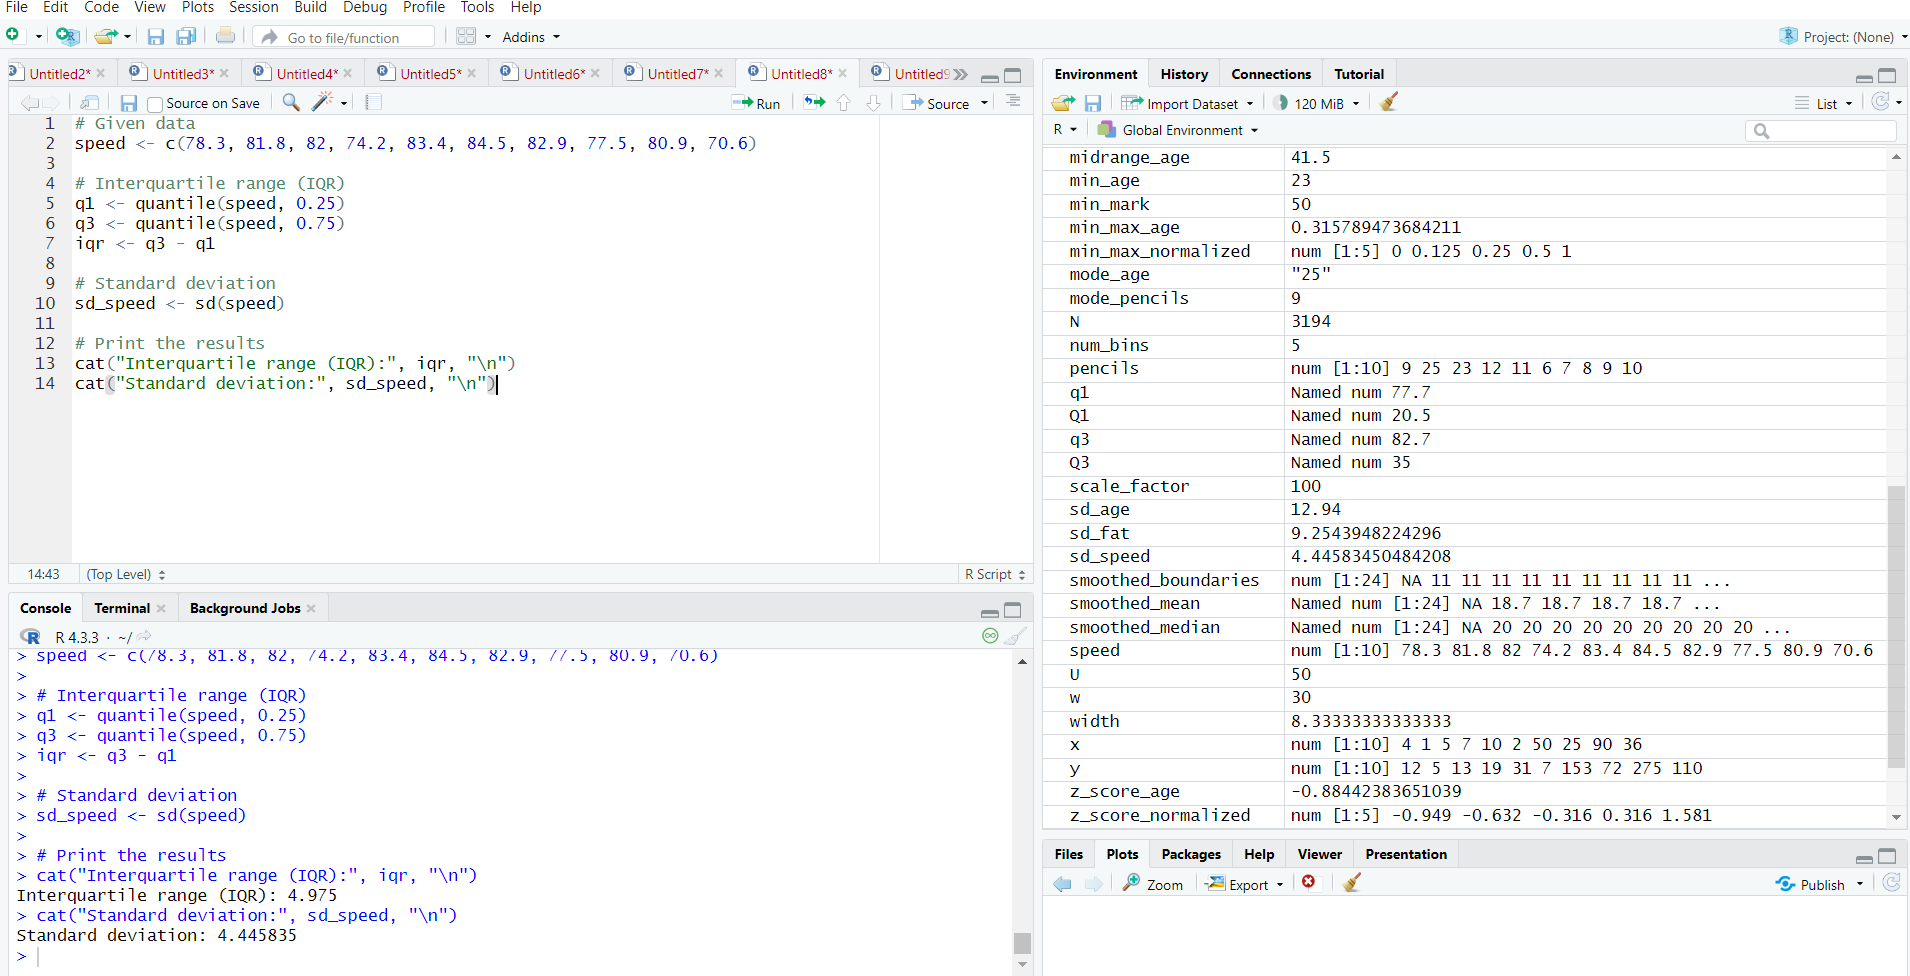 File Edit Code View Plots Session Build Debug Profile Tools Help
Go to file/function Addins Project: (None)
Untitled2* Untitled3* Untitled4* Untitled5* Untitled6* Untitled7* Untitled8* Untitled9
Source on Save Run Source
1 # Given data
2 speed <- c(78.3, 81.8, 82, 74.2, 83.4, 84.5, 82.9, 77.5, 80.9, 70.6)
3
4 # Interquartile range (IQR)
5 q1 <- quantile(speed, 0.25)
6 q3 <- quantile(speed, 0.75)
7 iqr <- q3 - q1
8
9 # Standard deviation
10 sd_speed <- sd(speed)
11
12 # Print the results
13 cat("Interquartile range (IQR):", iqr, "\n")
14 cat("Standard deviation:", sd_speed, "\n")
14:43 (Top Level) R Script
Console Terminal Background Jobs
R R 4.3.3 · ~/
> speed <- c(78.3, 81.8, 82, 74.2, 83.4, 84.5, 82.9, 77.5, 80.9, 70.6)
>
> # Interquartile range (IQR)
> q1 <- quantile(speed, 0.25)
> q3 <- quantile(speed, 0.75)
> iqr <- q3 - q1
>
> # Standard deviation
> sd_speed <- sd(speed)
>
> # Print the results
> cat("Interquartile range (IQR):", iqr, "\n")
Interquartile range (IQR): 4.975
> cat("Standard deviation:", sd_speed, "\n")
Standard deviation: 4.445835
>
Environment History Connections Tutorial
Import Dataset 120 MiB List
R Global Environment
midrange_age 41.5
min_age 23
min_mark 50
min_max_age 0.315789473684211
min_max_normalized num [1:5] 0 0.125 0.25 0.5 1
mode_age "25"
mode_pencils 9
N 3194
num_bins 5
pencils num [1:10] 9 25 23 12 11 6 7 8 9 10
q1 Named num 77.7
Q1 Named num 20.5
q3 Named num 82.7
Q3 Named num 35
scale_factor 100
sd_age 12.94
sd_fat 9.2543948224296
sd_speed 4.44583450484208
smoothed_boundaries num [1:24] NA 11 11 11 11 11 11 11 11 11 ...
smoothed_mean Named num [1:24] NA 18.7 18.7 18.7 18.7 ...
smoothed_median Named num [1:24] NA 20 20 20 20 20 20 20 20 20 ...
speed num [1:10] 78.3 81.8 82 74.2 83.4 84.5 82.9 77.5 80.9 70.6
U 50
w 30
width 8.33333333333333
x num [1:10] 4 1 5 7 10 2 50 25 90 36
y num [1:10] 12 5 13 19 31 7 153 72 275 110
z_score_age -0.88442383651039
z_score_normalized num [1:5] -0.949 -0.632 -0.316 0.316 1.581
Files Plots Packages Help Viewer Presentation
Zoom Export Publish